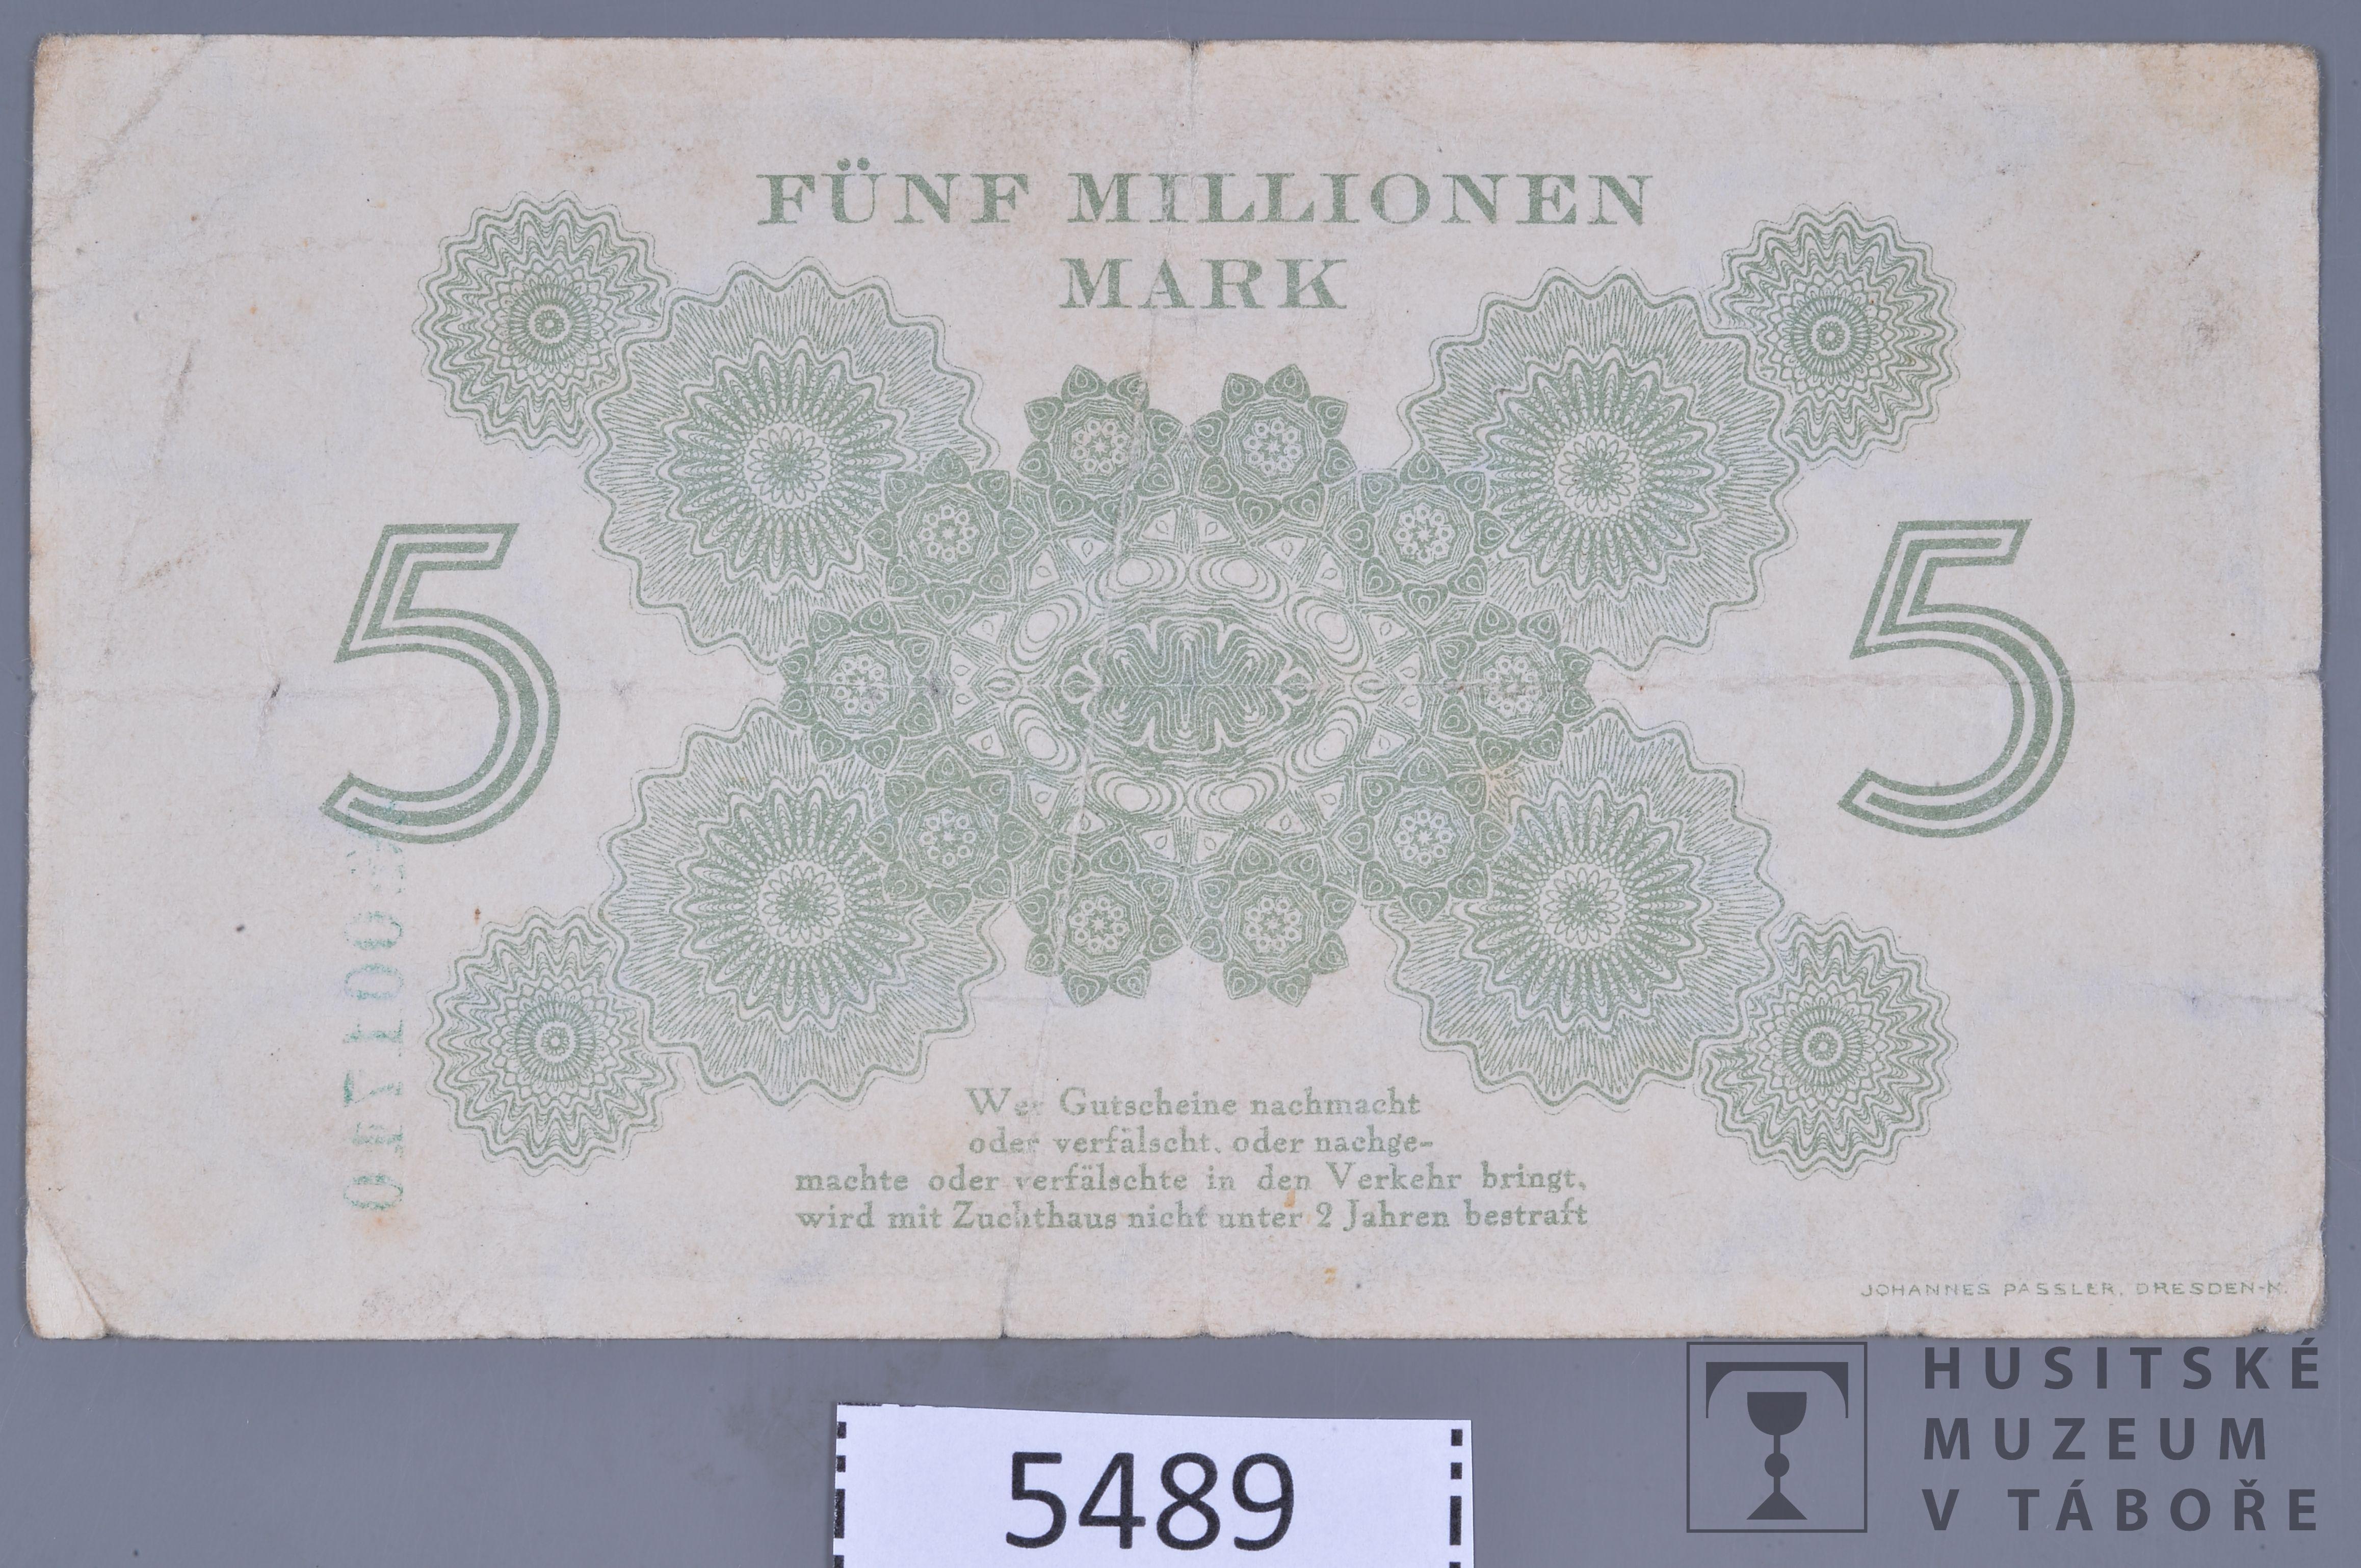 FÜNF MILLIONEN
MARK
5
5
Wer Gutscheine nachmacht
oder verfälscht, oder nachge-
machte oder verfälschte in den Verkehr bringt,
wird mit Zuchthaus nicht unter 2 Jahren bestraft
JOHANNES PASSLER, DRESDEN-N.
5489
HUSITSKÉ
MUZEUM
V TÁBOŘE